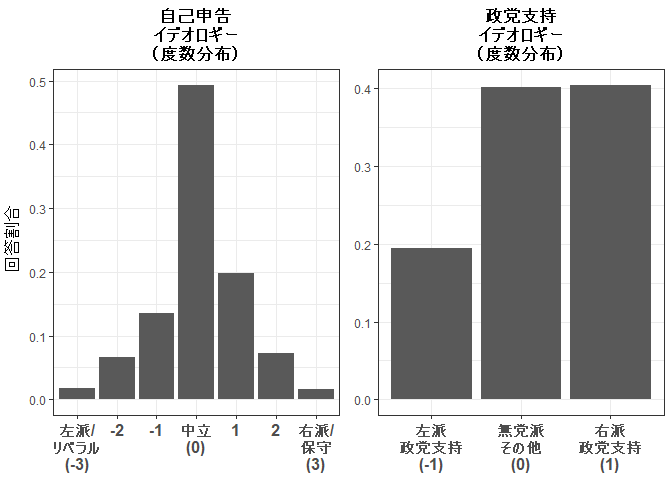 自己申告
イデオロギー
（度数分布）
回答割合
0.5
0.4
0.3
0.2
0.1
0.0
左派/
リベラル
(-3)
-2
-1
中立
(0)
1
2
右派/
保守
(3)
政党支持
イデオロギー
（度数分布）
0.4
0.3
0.2
0.1
0.0
左派
政党支持
(-1)
無党派
その他
(0)
右派
政党支持
(1)